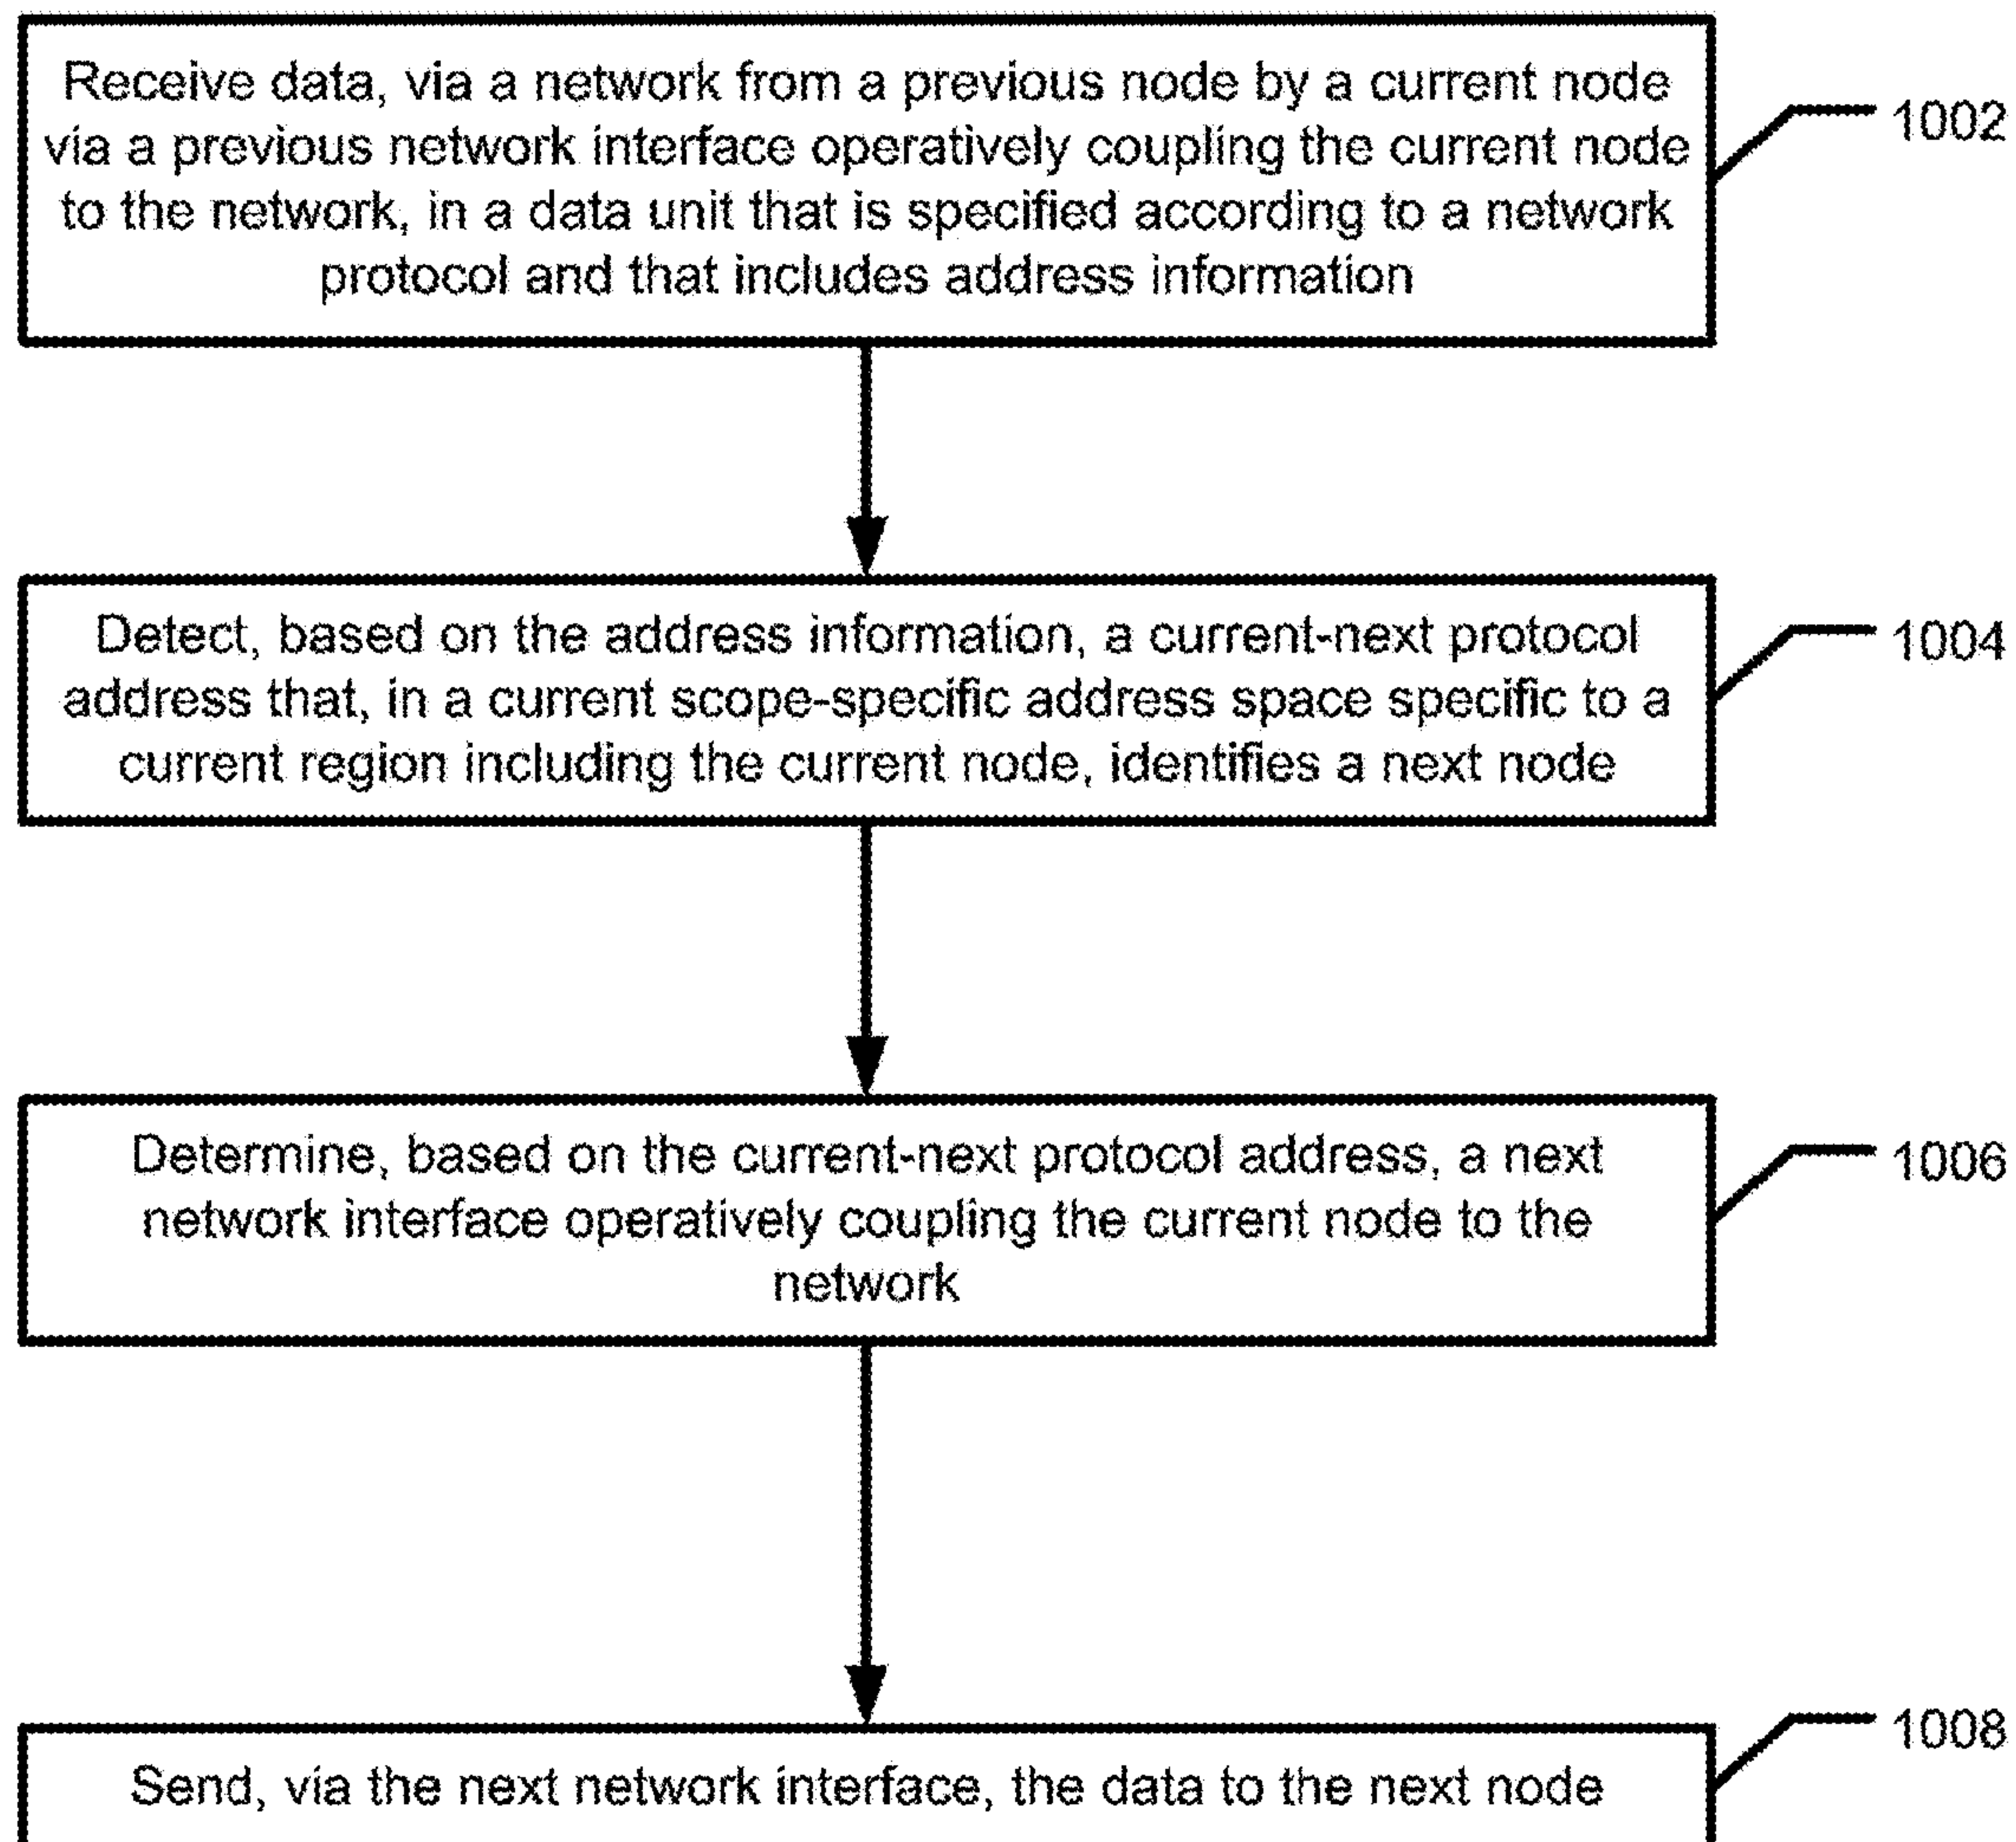 Receive data, via a network from a previous node by a current node
via a previous network interface operatively coupling the current node
to the network, in a data unit that is specified according to a network
protocol and that includes address information
1002
Detect, based on the address information, a current-next protocol
address that, in a current scope-specific address space specific to a
current region including the current node, identifies a next node
1004
Determine, based on the current-next protocol address, a next
network interface operatively coupling the current node to the
network
1006
Send, via the next network interface, the data to the next node
1008